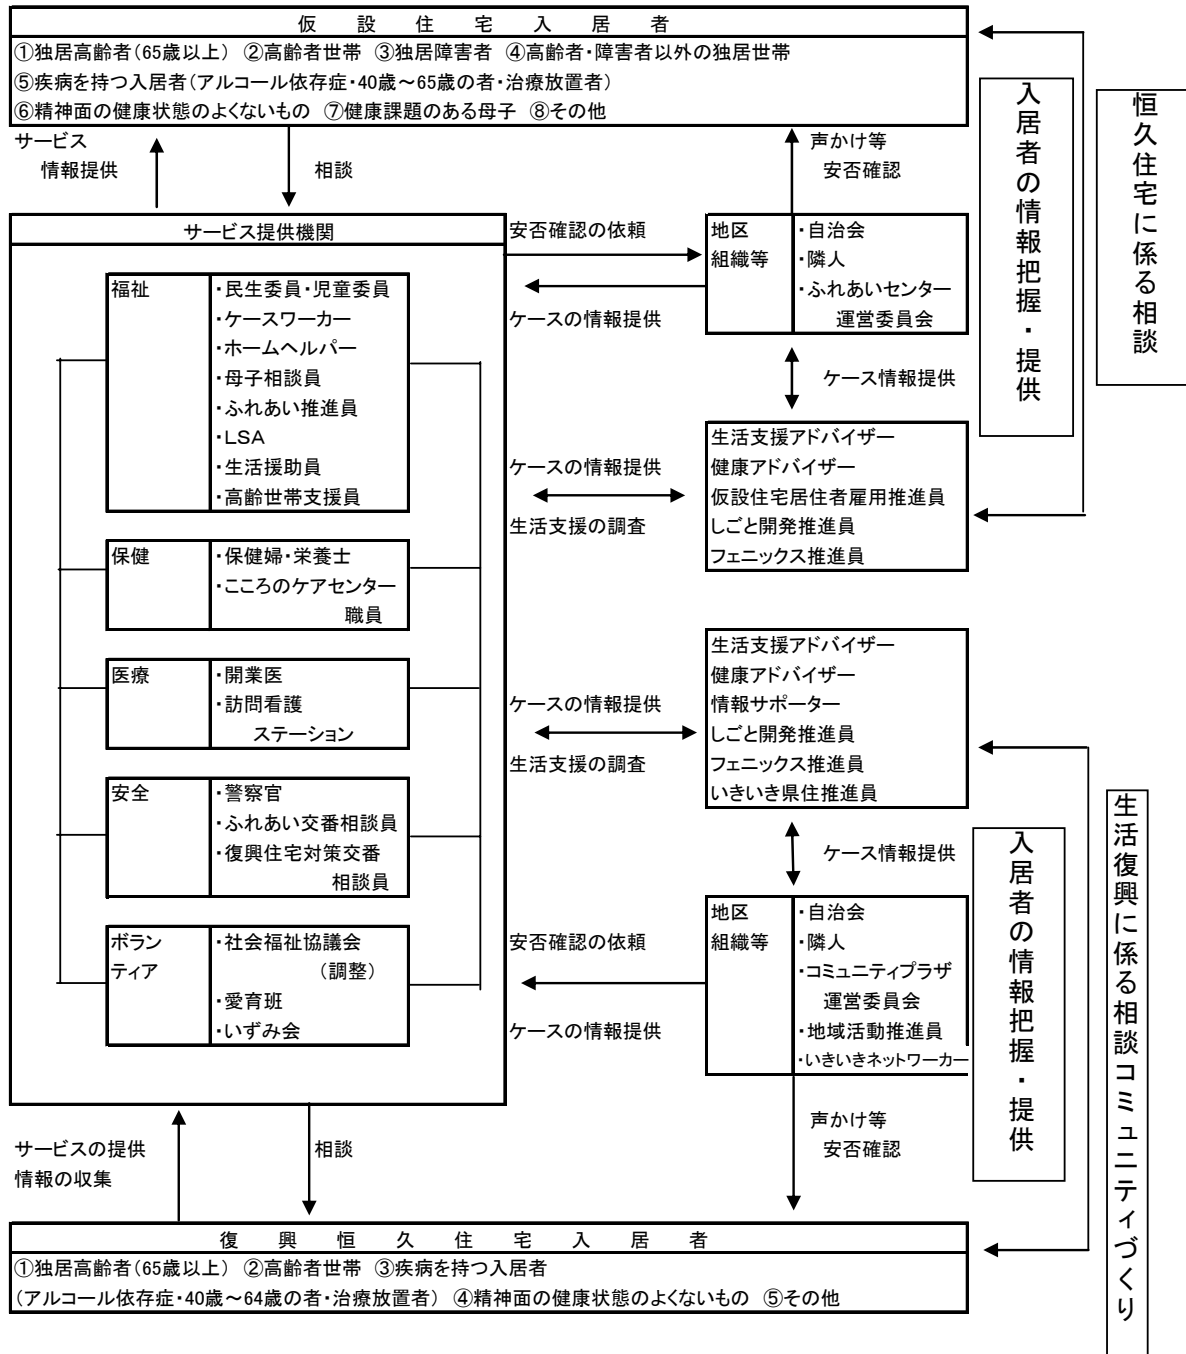 仮設住宅入居者
①独居高齢者(65歳以上) ②高齢者世帯 ③独居障害者 ④高齢者・障害者以外の独居世帯
⑤疾病を持つ入居者(アルコール依存症・40歳～65歳の者・治療放置者)
⑥精神面の健康状態のよくないもの ⑦健康課題のある母子 ⑧その他
サービス
情報提供
相談
声かけ等
安否確認
入居者の情報把握・提供
恒久住宅に係る相談
サービス提供機関
福祉
・民生委員・児童委員
・ケースワーカー
・ホームヘルパー
・母子相談員
・ふれあい推進員
・LSA
・生活援助員
・高齢世帯支援員
保健
・保健婦・栄養士
・こころのケアセンター
職員
医療
・開業医
・訪問看護
ステーション
安全
・警察官
・ふれあい交番相談員
・復興住宅対策交番
相談員
ボラン
ティア
・社会福祉協議会
(調整)
・愛育班
・いずみ会
安否確認の依頼
ケースの情報提供
地区
組織等
・自治会
・隣人
・ふれあいセンター
運営委員会
ケース情報提供
ケースの情報提供
生活支援の調査
生活支援アドバイザー
健康アドバイザー
仮設住宅居住者雇用推進員
しごと開発推進員
フェニックス推進員
ケースの情報提供
生活支援の調査
生活支援アドバイザー
健康アドバイザー
情報サポーター
しごと開発推進員
フェニックス推進員
いきいき県住推進員
ケース情報提供
安否確認の依頼
ケースの情報提供
地区
組織等
・自治会
・隣人
・コミュニティプラザ
運営委員会
・地域活動推進員
・いきいきネットワーカー
入居者の情報把握・提供
生活復興に係る相談コミュニティづくり
サービスの提供
情報の収集
相談
声かけ等
安否確認
復興恒久住宅入居者
①独居高齢者(65歳以上) ②高齢者世帯 ③疾病を持つ入居者
(アルコール依存症・40歳～64歳の者・治療放置者) ④精神面の健康状態のよくないもの ⑤その他